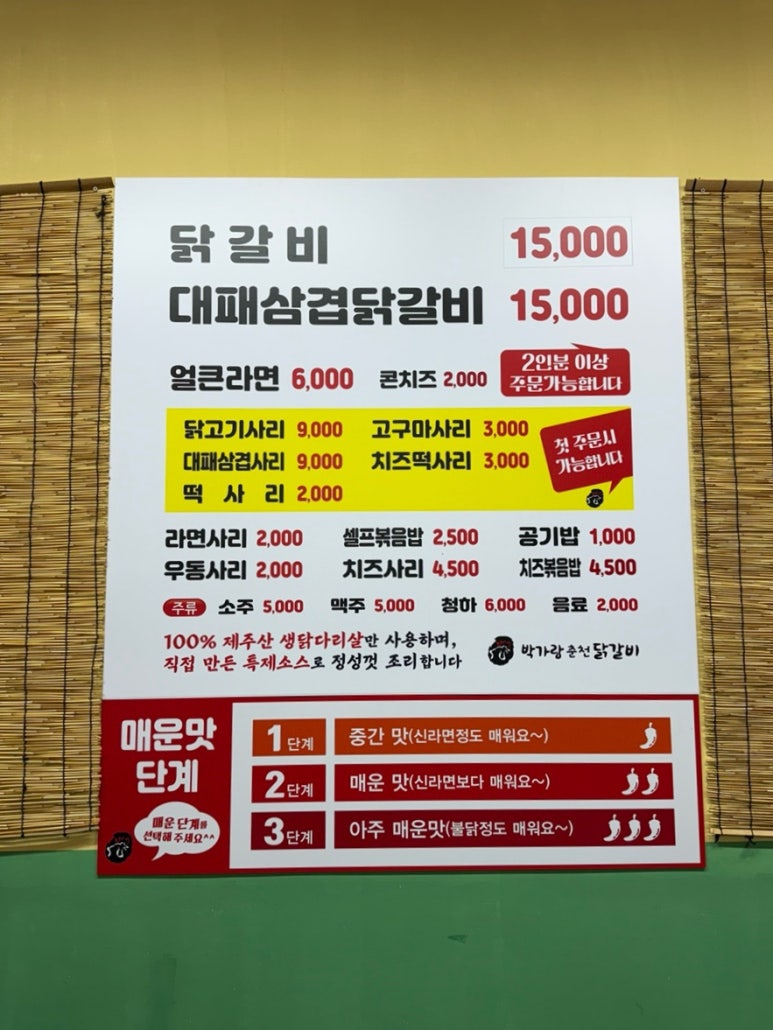 닭 갈 비 15,000
대패삼겹닭갈비 15,000
얼큰라면 6,000 콘치즈 2,000
2인분 이상
주문가능합니다
닭고기사리 9,000 고구마사리 3,000
대패삼겹사리 9,000 치즈떡사리 3,000
떡 사 리 2,000
첫 주문시
가능합니다
라면사리 2,000 셀프볶음밥 2,500 공기밥 1,000
우동사리 2,000 치즈사리 4,500 치즈볶음밥 4,500
주류 소주 5,000 맥주 5,000 청하 6,000 음료 2,000
100% 제주산 생닭다리살만 사용하며,
직접 만든 특제소스로 정성껏 조리합니다
박가람 춘천 닭갈비
매운맛
단계
매운 단계를
선택해 주세요^^
1단계 중간 맛(신라면정도 매워요~)
2단계 매운 맛(신라면보다 매워요~)
3단계 아주 매운맛(불닭정도 매워요~)